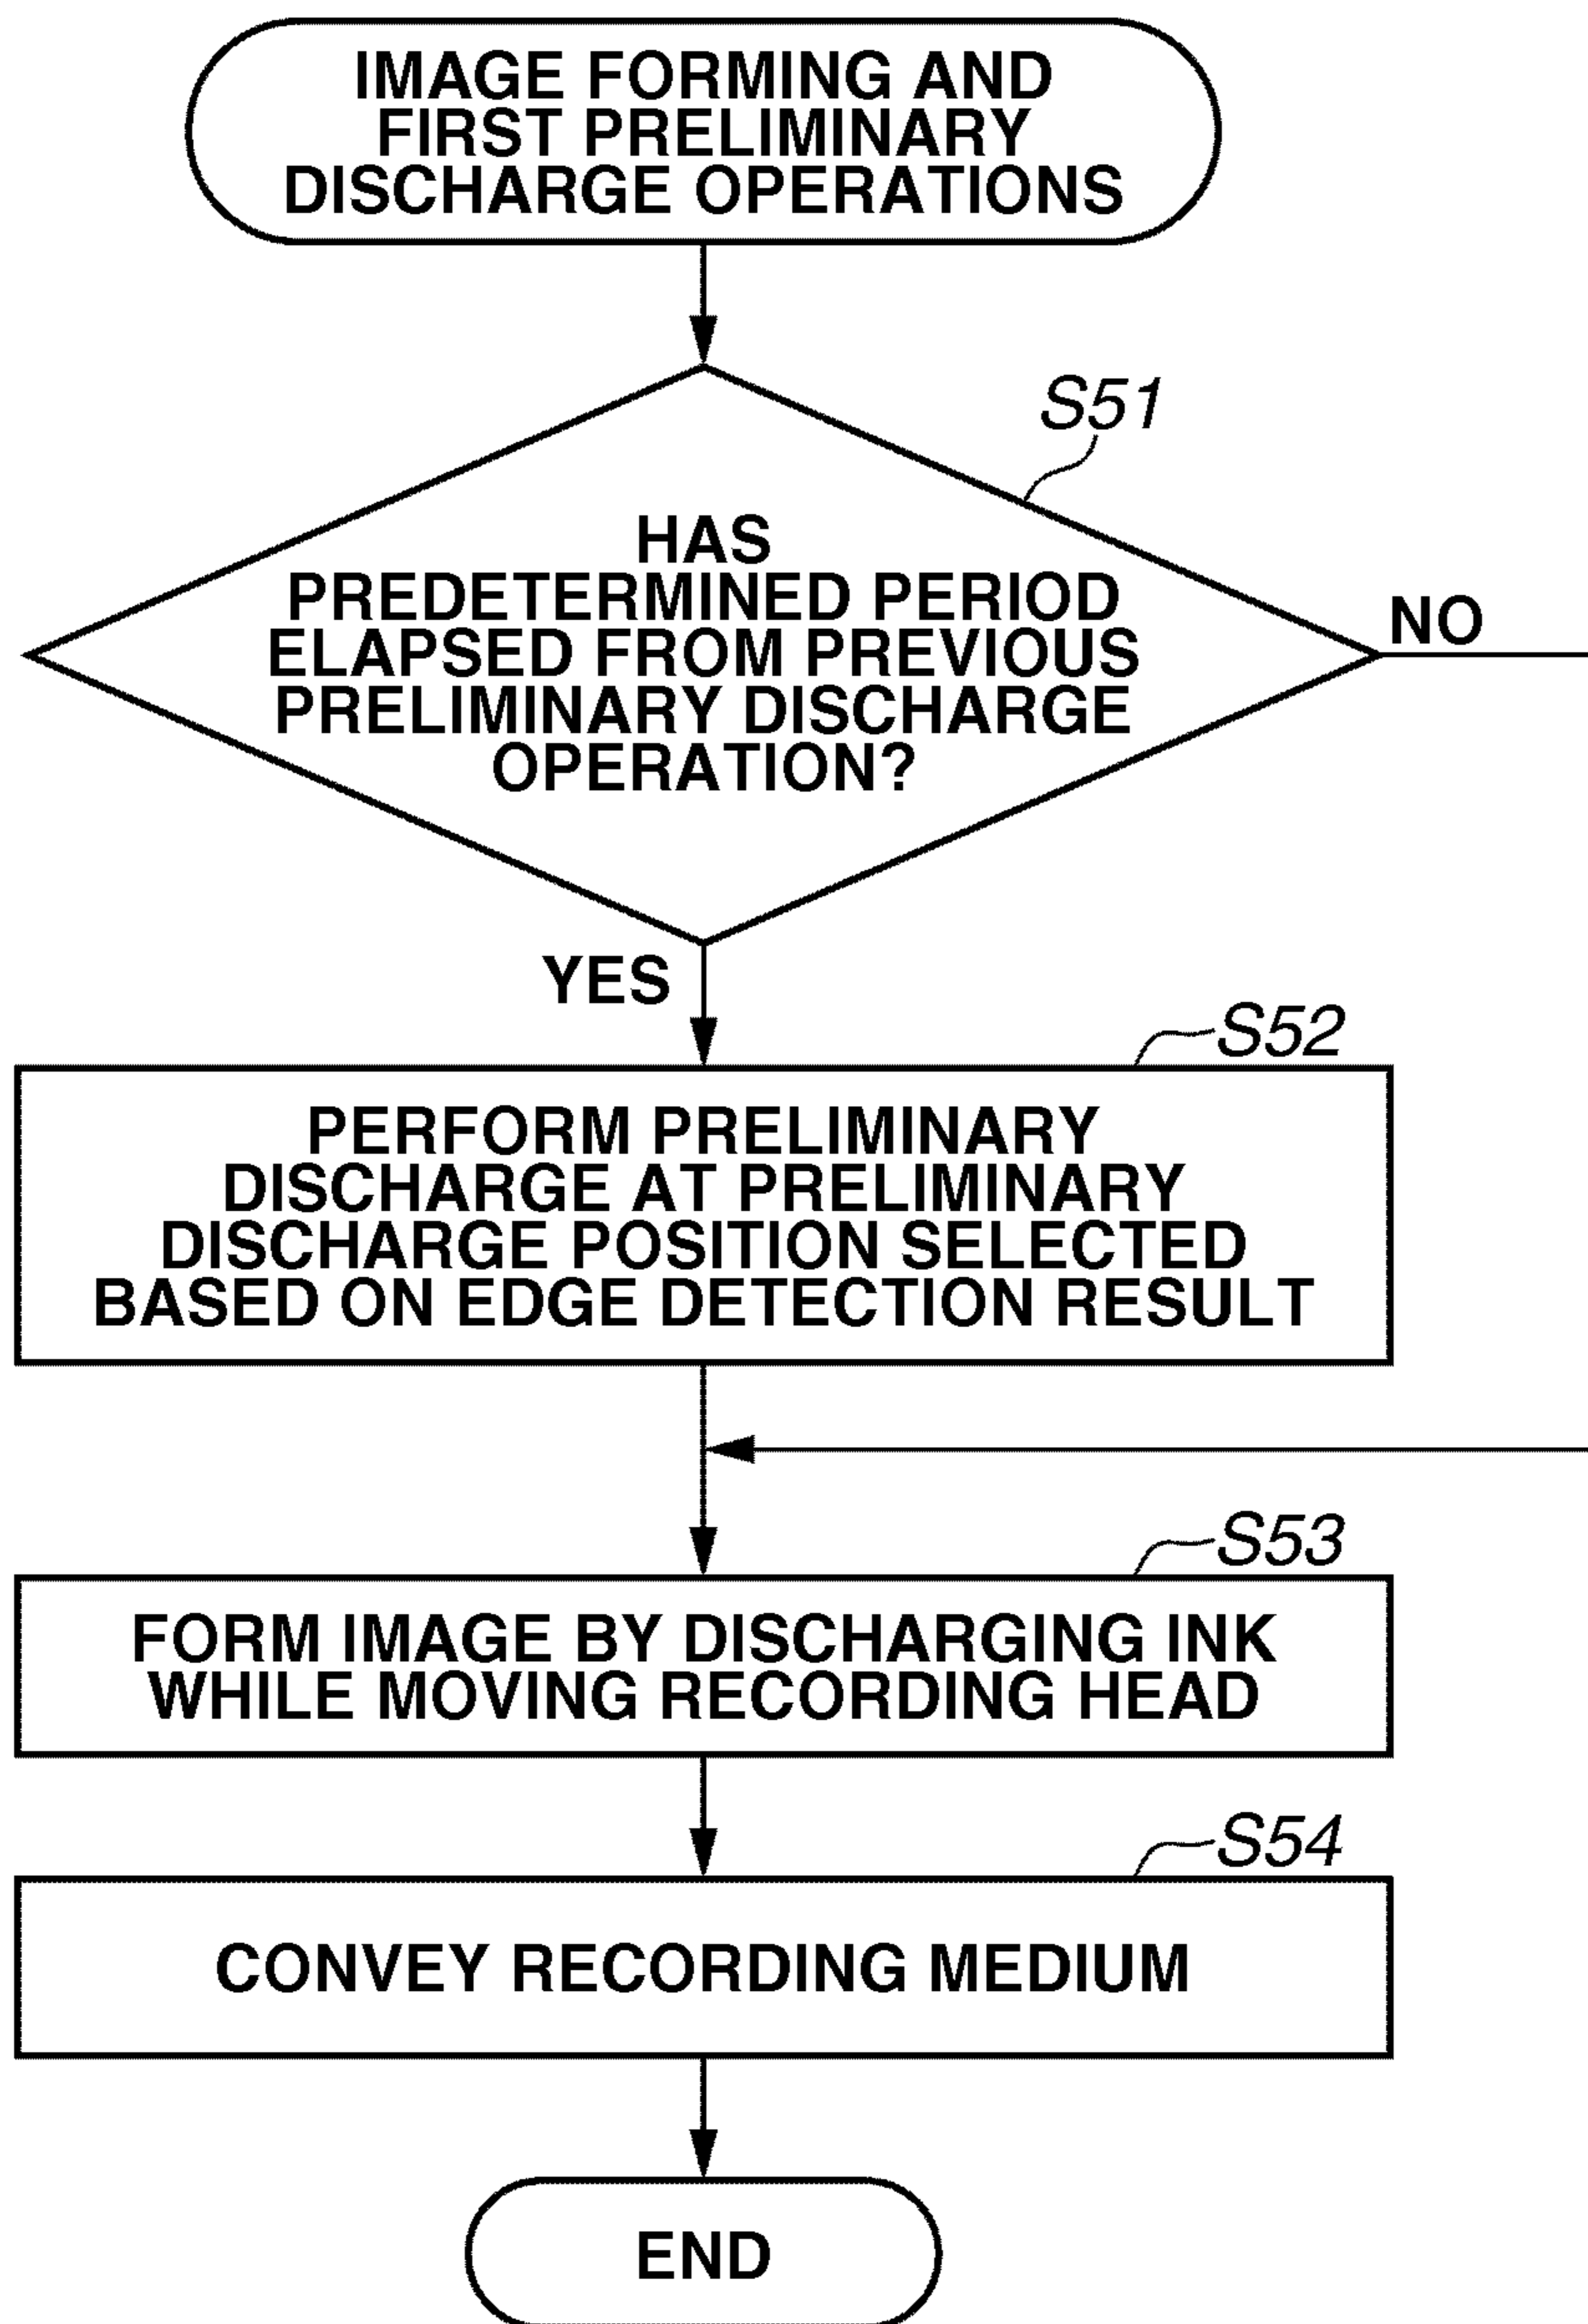 IMAGE FORMING AND
FIRST PRELIMINARY
DISCHARGE OPERATIONS
S51
HAS
PREDETERMINED PERIOD
ELAPSED FROM PREVIOUS
PRELIMINARY DISCHARGE
OPERATION?
NO
YES
S52
PERFORM PRELIMINARY
DISCHARGE AT PRELIMINARY
DISCHARGE POSITION SELECTED
BASED ON EDGE DETECTION RESULT
S53
FORM IMAGE BY DISCHARGING INK
WHILE MOVING RECORDING HEAD
S54
CONVEY RECORDING MEDIUM
END